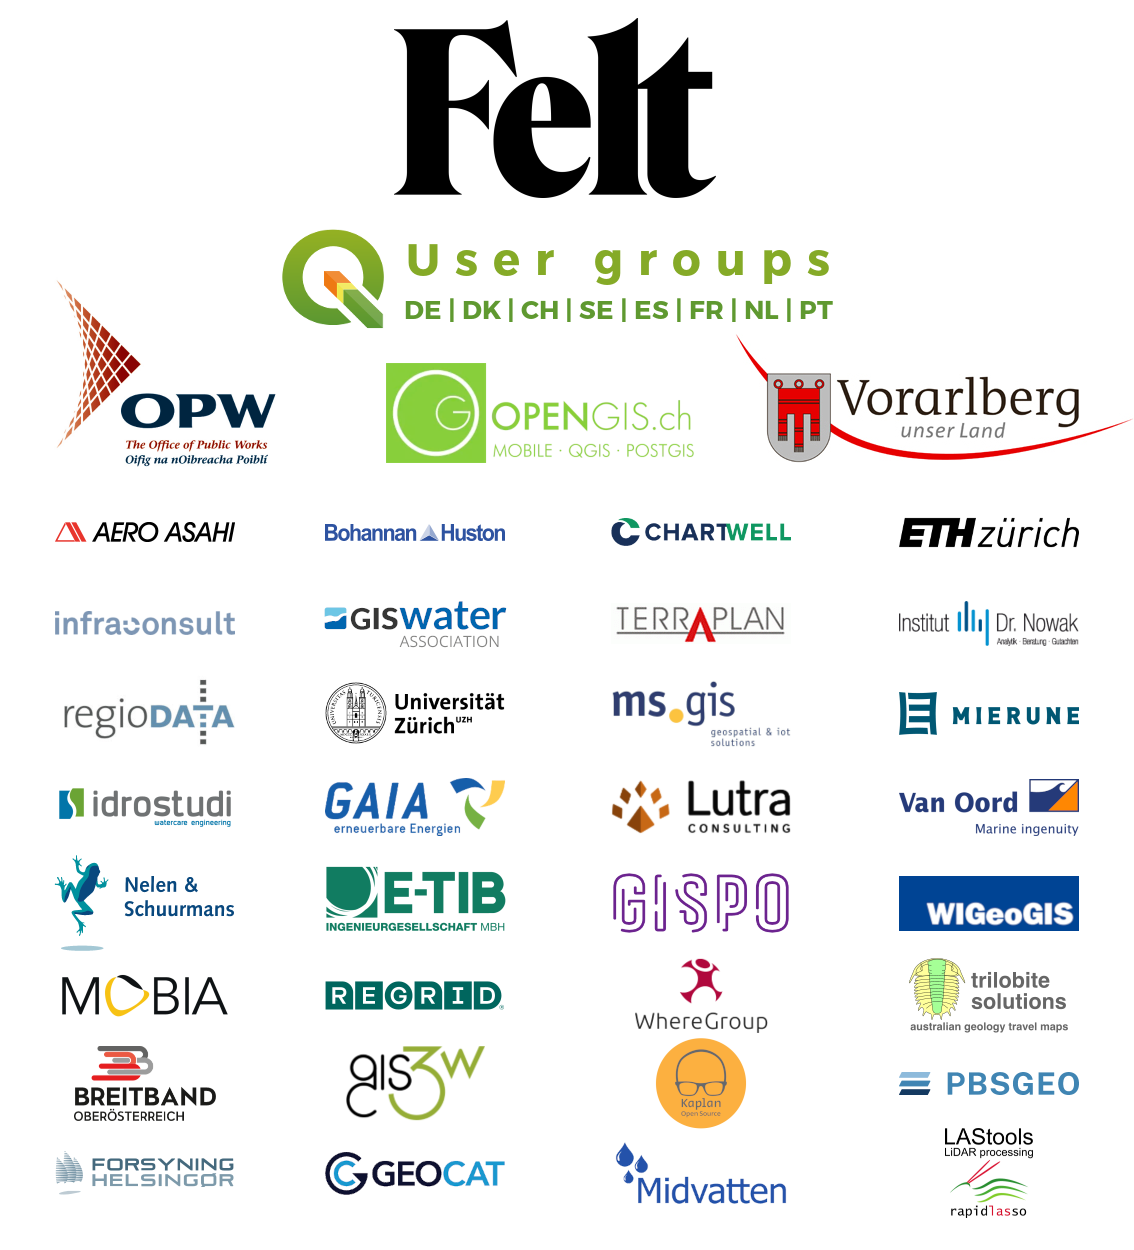 Felt
User groups
DE | DK | CH | SE | ES | FR | NL | PT
OPW
The Office of Public Works
Oifig na nOibreacha Poiblí
G
OPENGIS.ch
MOBILE · QGIS · POSTGIS
Vorarlberg
unser Land
AERO ASAHI
Bohannan Huston
CHARTWELL
ETH zürich
infraconsult
GISwater
ASSOCIATION
TERRAPLAN
Institut Dr. Nowak
Analytik · Beratung · Gutachten
regioDATA
Universität
Zürich UZH
ms.gis
geospatial & iot
solutions
MIERUNE
idrostudi
watercare engineering
GAIA
erneuerbare Energien
Lutra
CONSULTING
Van Oord
Marine ingenuity
Nelen &
Schuurmans
E-TIB
INGENIEURGESELLSCHAFT MBH
GISPO
WIGeoGIS
MOBIA
REGRID
WhereGroup
trilobite
solutions
australian geology travel maps
BREITBAND
OBERÖSTERREICH
gis3w
Kaplan
Open Source
PBSGEO
FORSYNING
HELSINGØR
GEOCAT
Midvatten
LAStools
LiDAR processing
rapidlasso